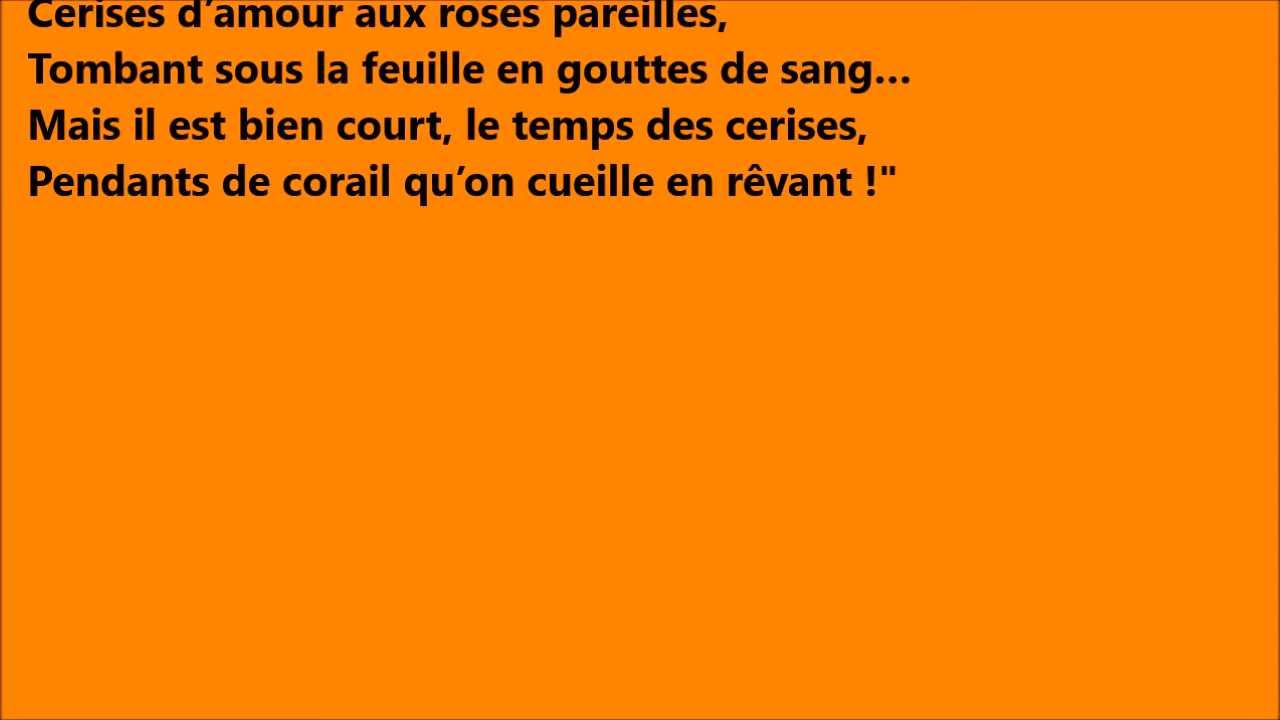 Cerises d’amour aux roses pareilles,
Tombant sous la feuille en gouttes de sang…
Mais il est bien court, le temps des cerises,
Pendants de corail qu’on cueille en rêvant !"